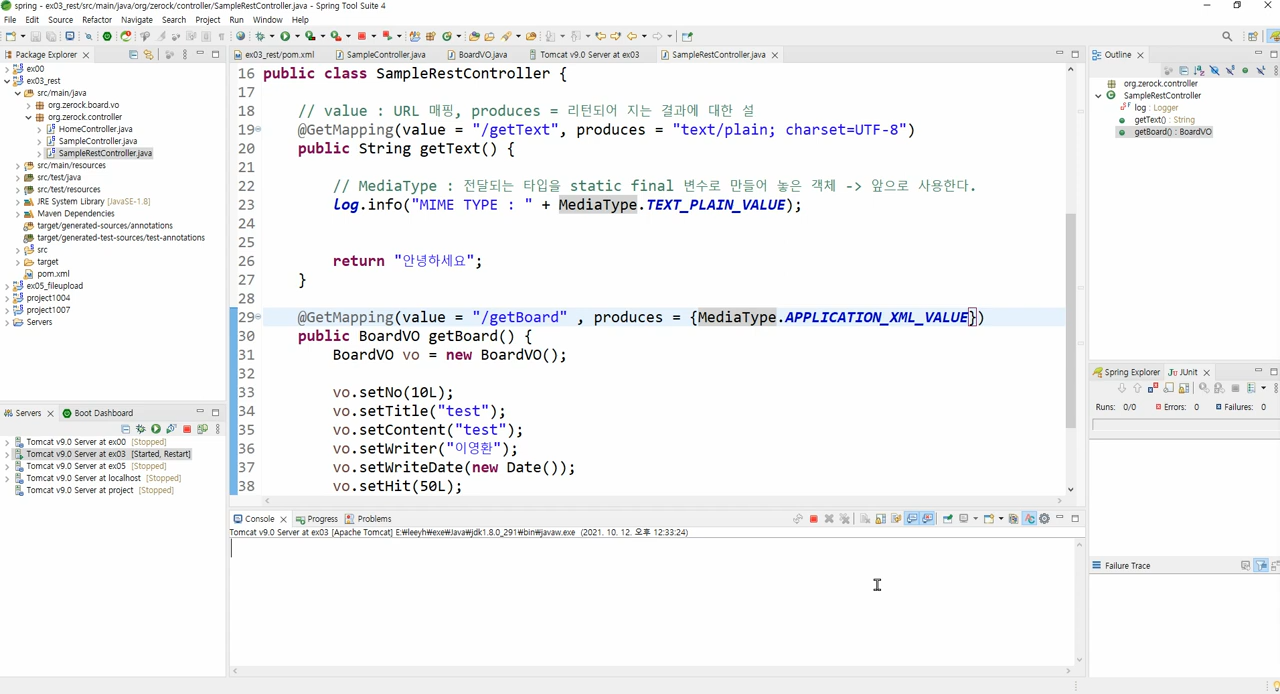 spring - ex03_rest/src/main/java/org/zerock/controller/SampleRestController.java - Spring Tool Suite 4
File Edit Source Refactor Navigate Search Project Run Window Help
Package Explorer
ex00
ex03_rest
src/main/java
org.zerock.board.vo
org.zerock.controller
HomeController.java
SampleController.java
SampleRestController.java
src/main/resources
src/test/java
src/test/resources
JRE System Library [JavaSE-1.8]
Maven Dependencies
target/generated-sources/annotations
target/generated-test-sources/test-annotations
src
target
pom.xml
ex05_fileupload
project1004
project1007
Servers
Servers Boot Dashboard
Tomcat v9.0 Server at ex00 [Stopped]
Tomcat v9.0 Server at ex03 [Started, Restart]
Tomcat v9.0 Server at ex05 [Stopped]
Tomcat v9.0 Server at localhost [Stopped]
Tomcat v9.0 Server at project [Stopped]
ex03_rest/pom.xml SampleController.java BoardVO.java Tomcat v9.0 Server at ex03 SampleRestController.java
16 public class SampleRestController {
17
18 // value : URL 매핑, produces = 리턴되어 지는 결과에 대한 설
19 @GetMapping(value = "/getText", produces = "text/plain; charset=UTF-8")
20 public String getText() {
21
22 // MediaType : 전달되는 타입을 static final 변수로 만들어 놓은 객체 -> 앞으로 사용한다.
23 log.info("MIME TYPE : " + MediaType.TEXT_PLAIN_VALUE);
24
25
26 return "안녕하세요";
27 }
28
29 @GetMapping(value = "/getBoard" , produces = {MediaType.APPLICATION_XML_VALUE})
30 public BoardVO getBoard() {
31 BoardVO vo = new BoardVO();
32
33 vo.setNo(10L);
34 vo.setTitle("test");
35 vo.setContent("test");
36 vo.setWriter("이영환");
37 vo.setWriteDate(new Date());
38 vo.setHit(50L);
Console Progress Problems
Tomcat v9.0 Server at ex03 [Apache Tomcat] E:₩leeyh₩exe₩Java₩jdk1.8.0_291₩bin₩javaw.exe (2021. 10. 12. 오후 12:33:24)
Outline
org.zerock.controller
SampleRestController
log : Logger
getText() : String
getBoard() : BoardVO
Spring Explorer JUnit
Runs: 0/0 Errors: 0 Failures: 0
Failure Trace